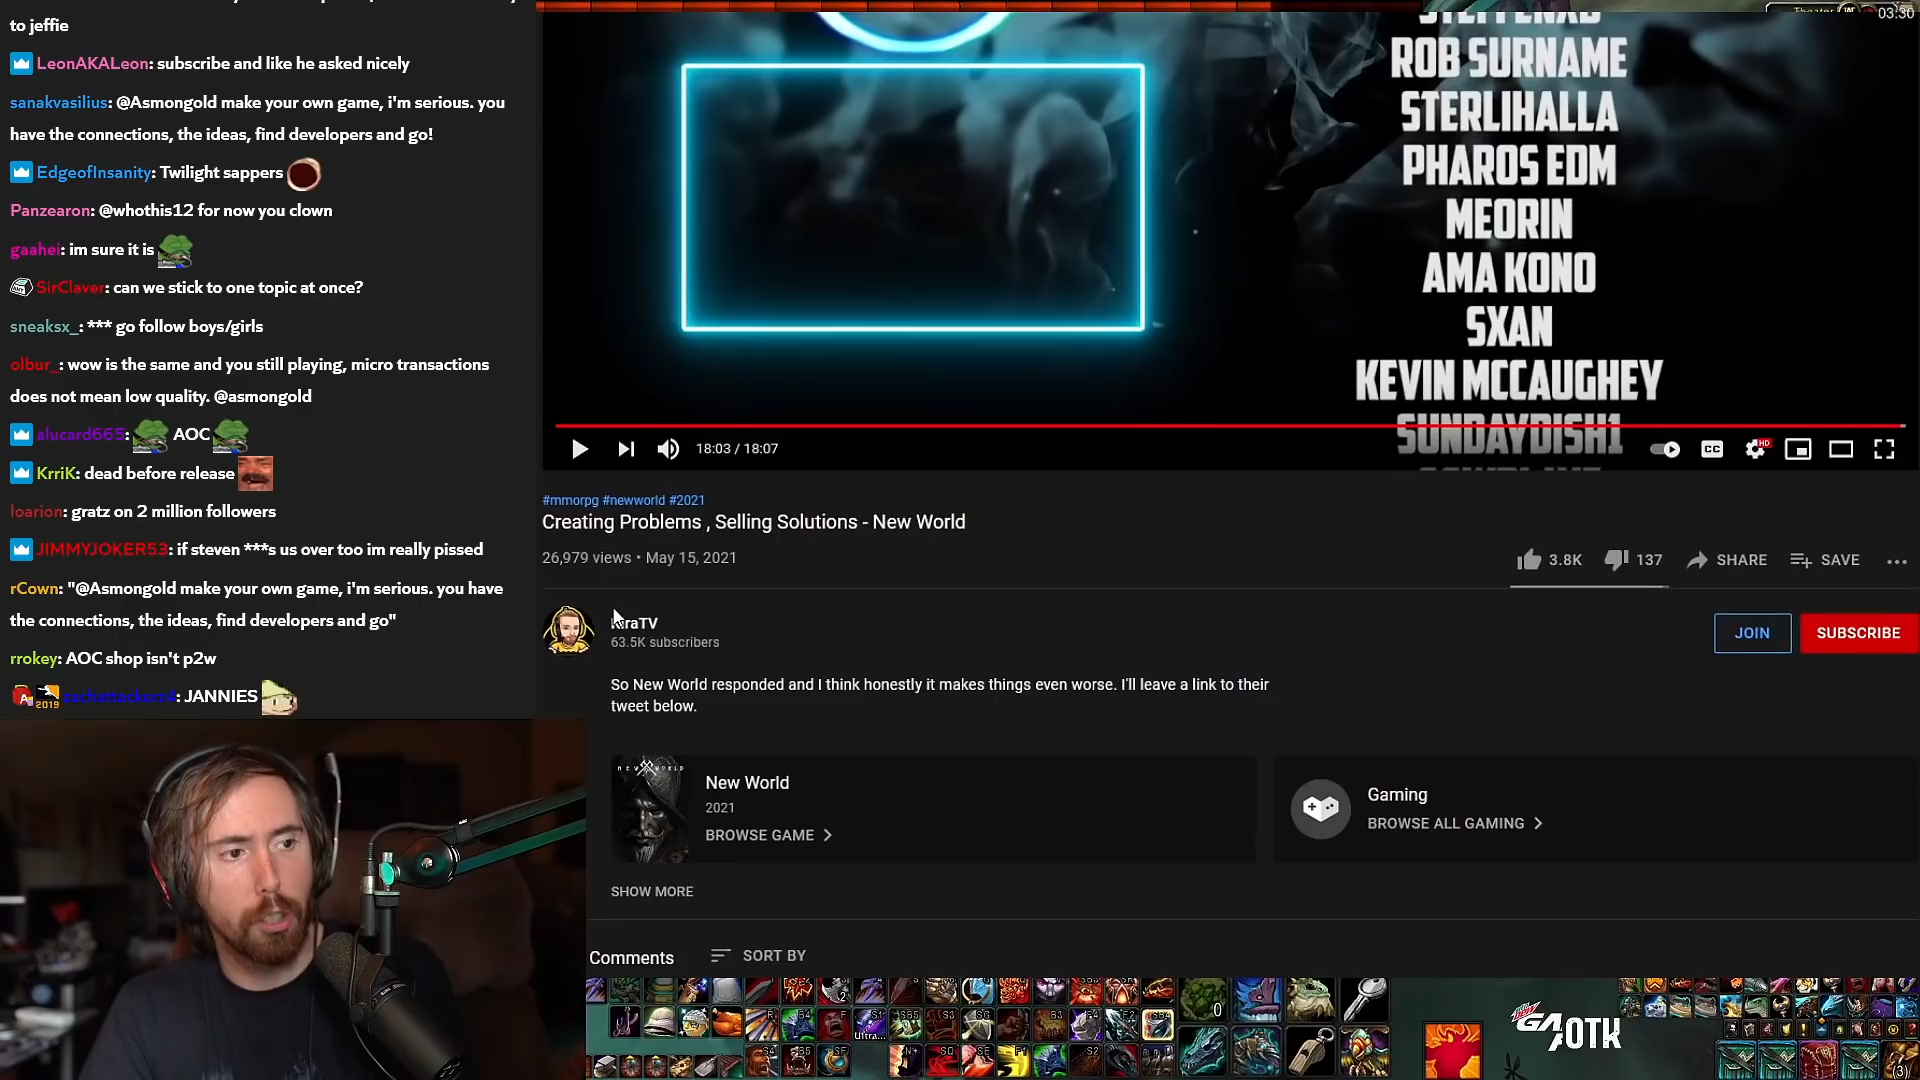 to jeffie
LeonAKALeon: subscribe and like he asked nicely
sanakvasilius: @Asmongold make your own game, i'm serious. you
have the connections, the ideas, find developers and go!
EdgeofInsanity: Twilight sappers
Panzearon: @whothis12 for now you clown
gaahei: im sure it is
SirClaver: can we stick to one topic at once?
sneaksx_: *** go follow boys/girls
olbur_: wow is the same and you still playing, micro transactions
does not mean low quality. @asmongold
alucard665: AOC
KrriK: dead before release
loarion: gratz on 2 million followers
JIMMYJOKER53: if steven ***s us over too im really pissed
rCown: "@Asmongold make your own game, i'm serious. you have
the connections, the ideas, find developers and go"
rrokey: AOC shop isn't p2w
2019 zachattackerz4: JANNIES
03:30
ROB SURNAME
STERLIHALLA
PHAROS EDM
MEORIN
AMA KONO
SXAN
KEVIN MCCAUGHEY
SUNDAYDISH1
18:03 / 18:07
CC
HD
#mmorpg #newworld #2021
Creating Problems , Selling Solutions - New World
26,979 views • May 15, 2021
3.8K
137
SHARE
SAVE
raTV
63.5K subscribers
JOIN
SUBSCRIBE
So New World responded and I think honestly it makes things even worse. I'll leave a link to their
tweet below.
NEW WORLD
New World
2021
BROWSE GAME
Gaming
BROWSE ALL GAMING
SHOW MORE
Comments
SORT BY
GA/OTK